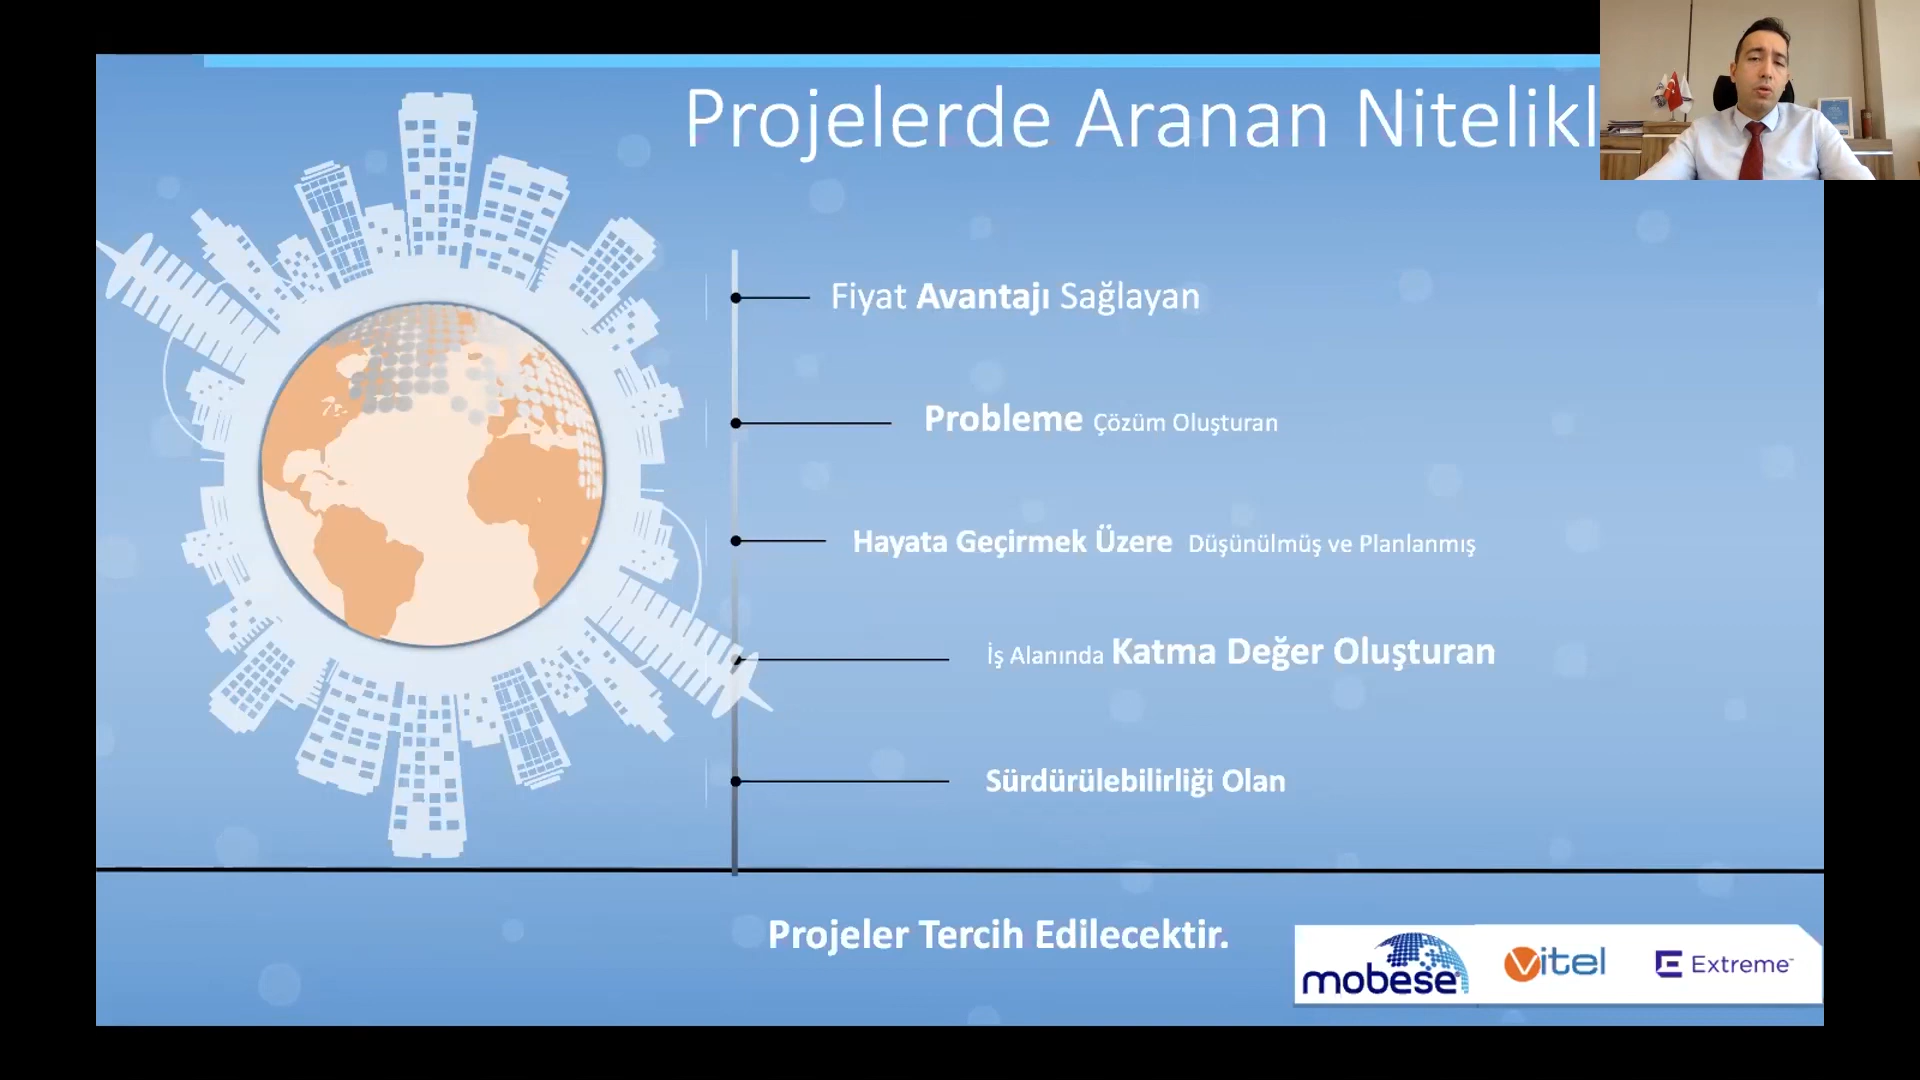 Projelerde Aranan Nitelikl
Fiyat Avantajı Sağlayan
Probleme Çözüm Oluşturan
Hayata Geçirmek Üzere Düşünülmüş ve Planlanmış
İş Alanında Katma Değer Oluşturan
Sürdürülebilirliği Olan
Projeler Tercih Edilecektir.
mobese
Vitel
Extreme